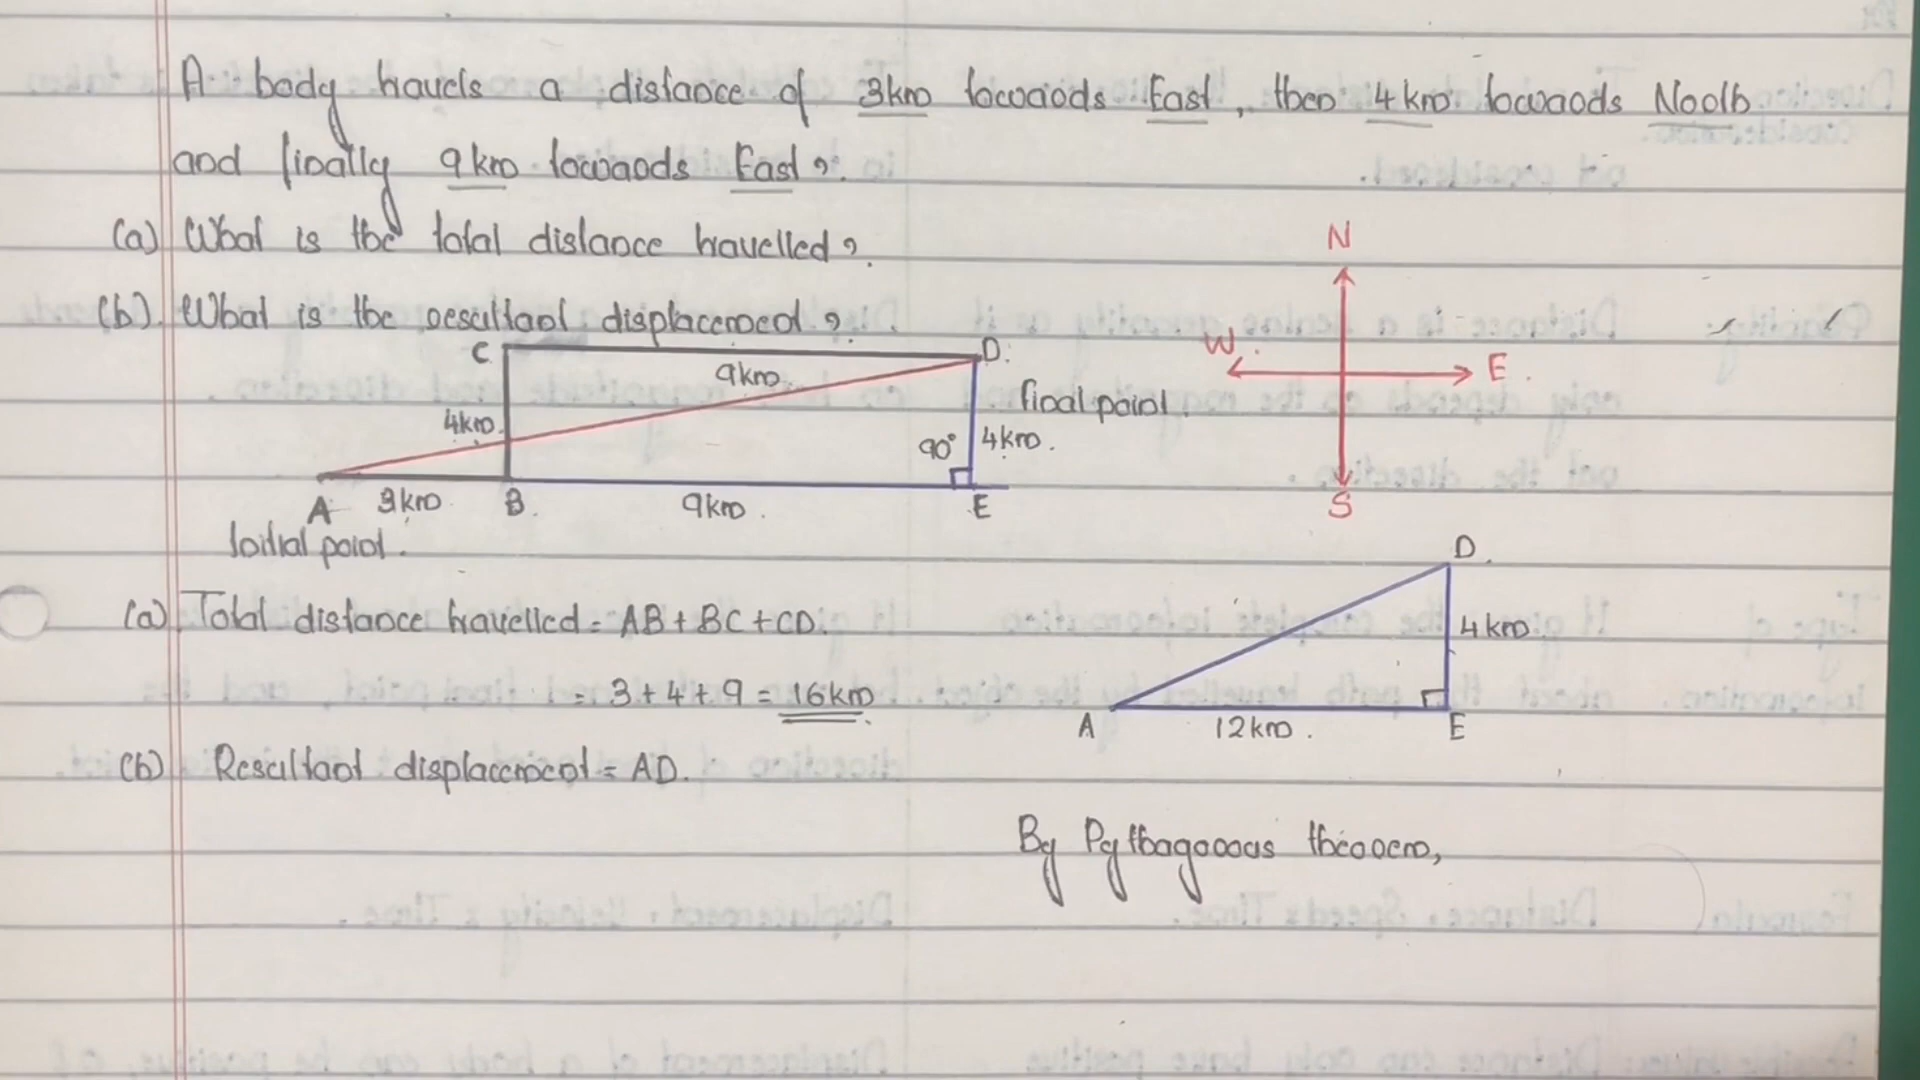 A body travels a distance of 3km towards East, then 4km towards North
and finally 9km towards East?.
(a) What is the total distance travelled?.
(b). What is the resultant displacement?.
N
W.
E.
S
C
D.
9km.
4km.
final point.
90°
4km.
A
3km.
B.
9km.
E
Initial point.
D.
4km.
A
12km.
E
(a). Total distance travelled = AB + BC + CD.
= 3 + 4 + 9 = 16km.
(b) Resultant displacement = AD.
By Pythagoras theorem,